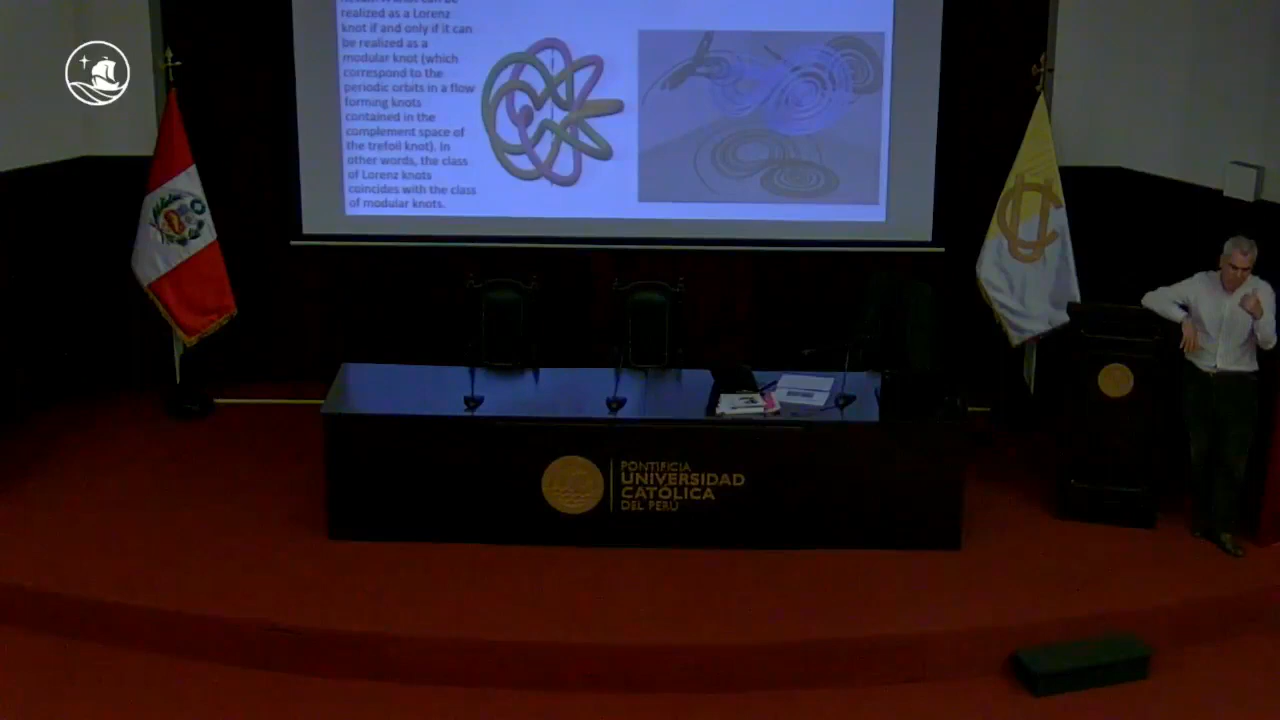 realized as a Lorenz
knot if and only if it can
be realized as a
modular knot (which
correspond to the
periodic orbits in a flow
forming knots
contained in the
complement space of
the trefoil knot). In
other words, the class
of Lorenz knots
coincides with the class
of modular knots.
PONTIFICIA
UNIVERSIDAD
CATÓLICA
DEL PERÚ